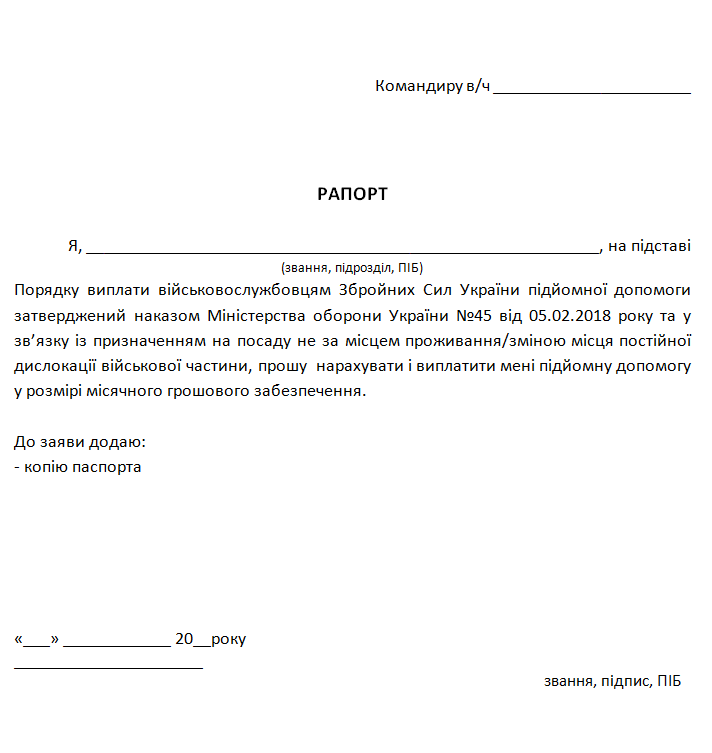 Командиру в/ч ______________________
РАПОРТ
Я, _________________________________________________________, на підставі
(звання, підрозділ, ПІБ)
Порядку виплати військовослужбовцям Збройних Сил України підйомної допомоги
затверджений наказом Міністерства оборони України №45 від 05.02.2018 року та у
зв’язку із призначенням на посаду не за місцем проживання/зміною місця постійної
дислокації військової частини, прошу  нарахувати і виплатити мені підйомну допомогу
у розмірі місячного грошового забезпечення.
До заяви додаю:
- копію паспорта
«___» ____________ 20__року
_____________________
звання, підпис, ПІБ